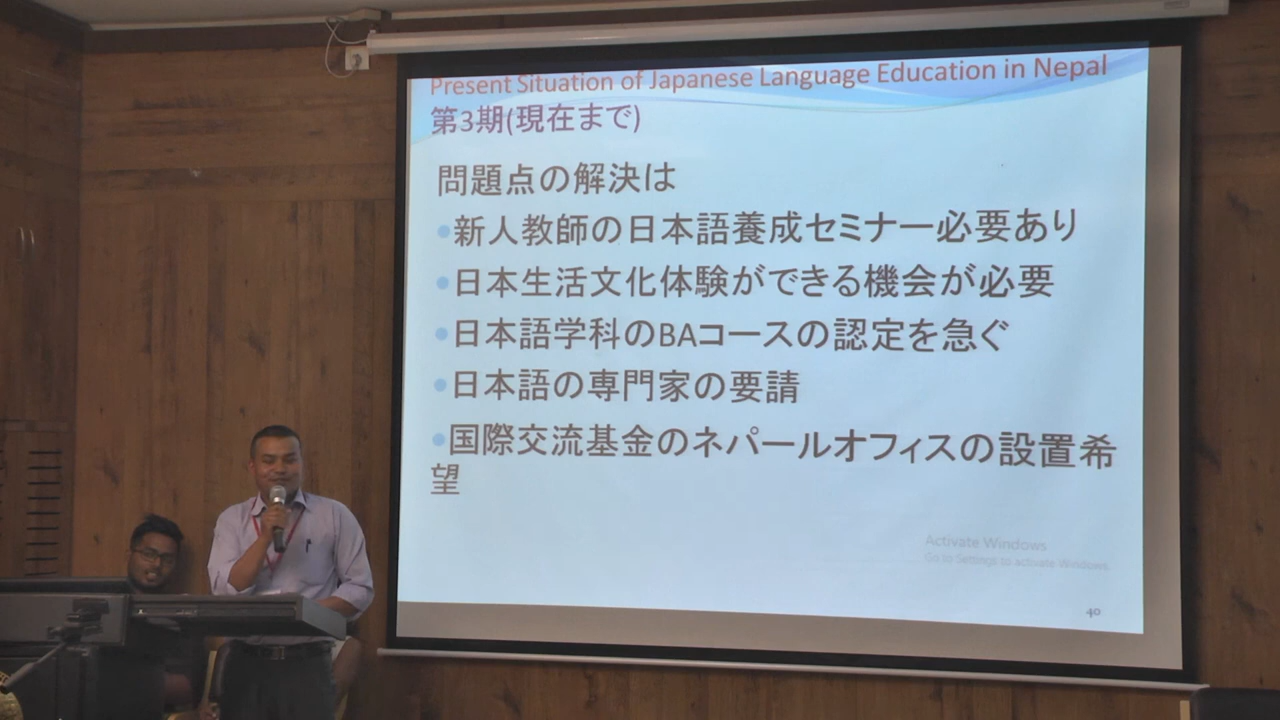 Present Situation of Japanese Language Education in Nepal
第3期(現在まで)
問題点の解決は
•新人教師の日本語養成セミナー必要あり
•日本生活文化体験ができる機会が必要
•日本語学科のBAコースの認定を急ぐ
•日本語の専門家の要請
•国際交流基金のネパールオフィスの設置希
望
Activate Windows
Go to Settings to activate Windows.
40